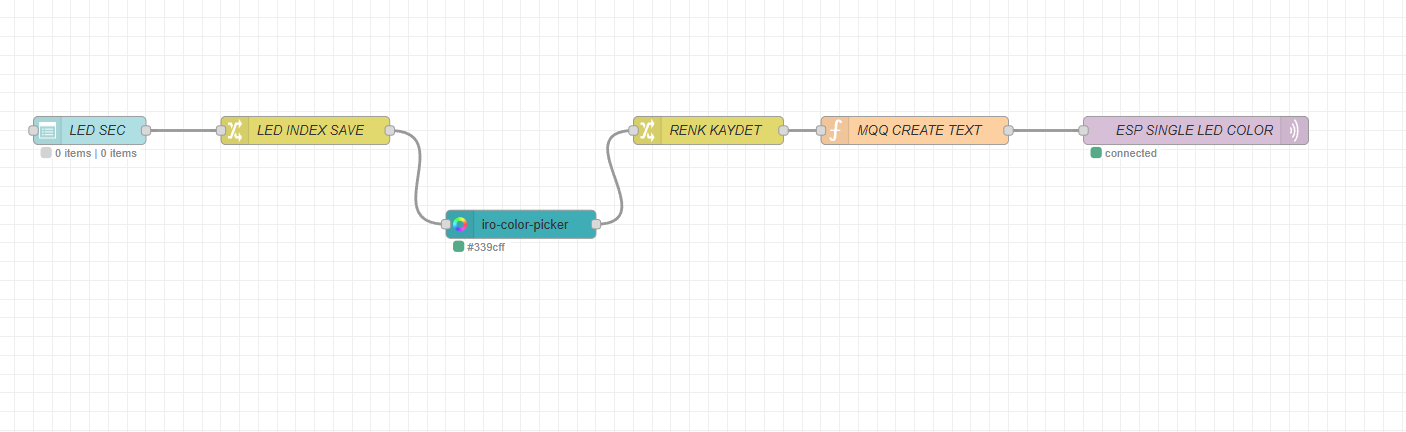 LED SEC
0 items | 0 items
LED INDEX SAVE
iro-color-picker
#339cff
RENK KAYDET
MQQ CREATE TEXT
ESP SINGLE LED COLOR
connected